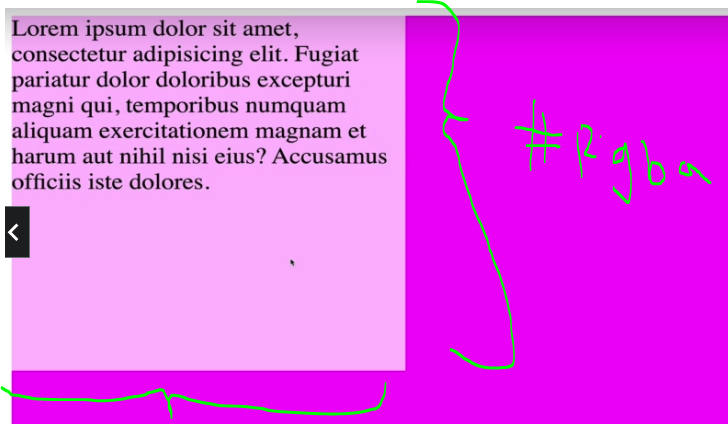 Lorem ipsum dolor sit amet,
consectetur adipisicing elit. Fugiat
pariatur dolor doloribus excepturi
magni qui, temporibus numquam
aliquam exercitationem magnam et
harum aut nihil nisi eius? Accusamus
officiis iste dolores.
#Rgba